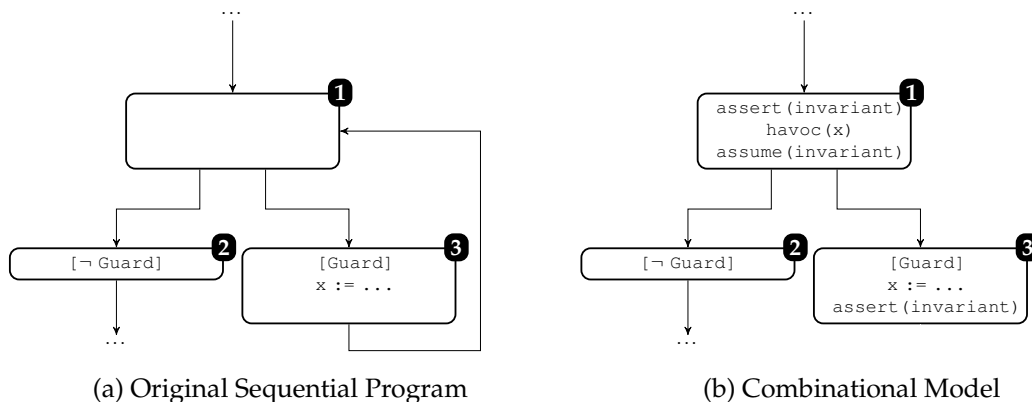 ...
1
2
[¬ Guard]
...
3
[Guard]
x := ...
(a) Original Sequential Program
...
1
assert(invariant)
havoc(x)
assume(invariant)
2
[¬ Guard]
...
3
[Guard]
x := ...
assert(invariant)
(b) Combinational Model